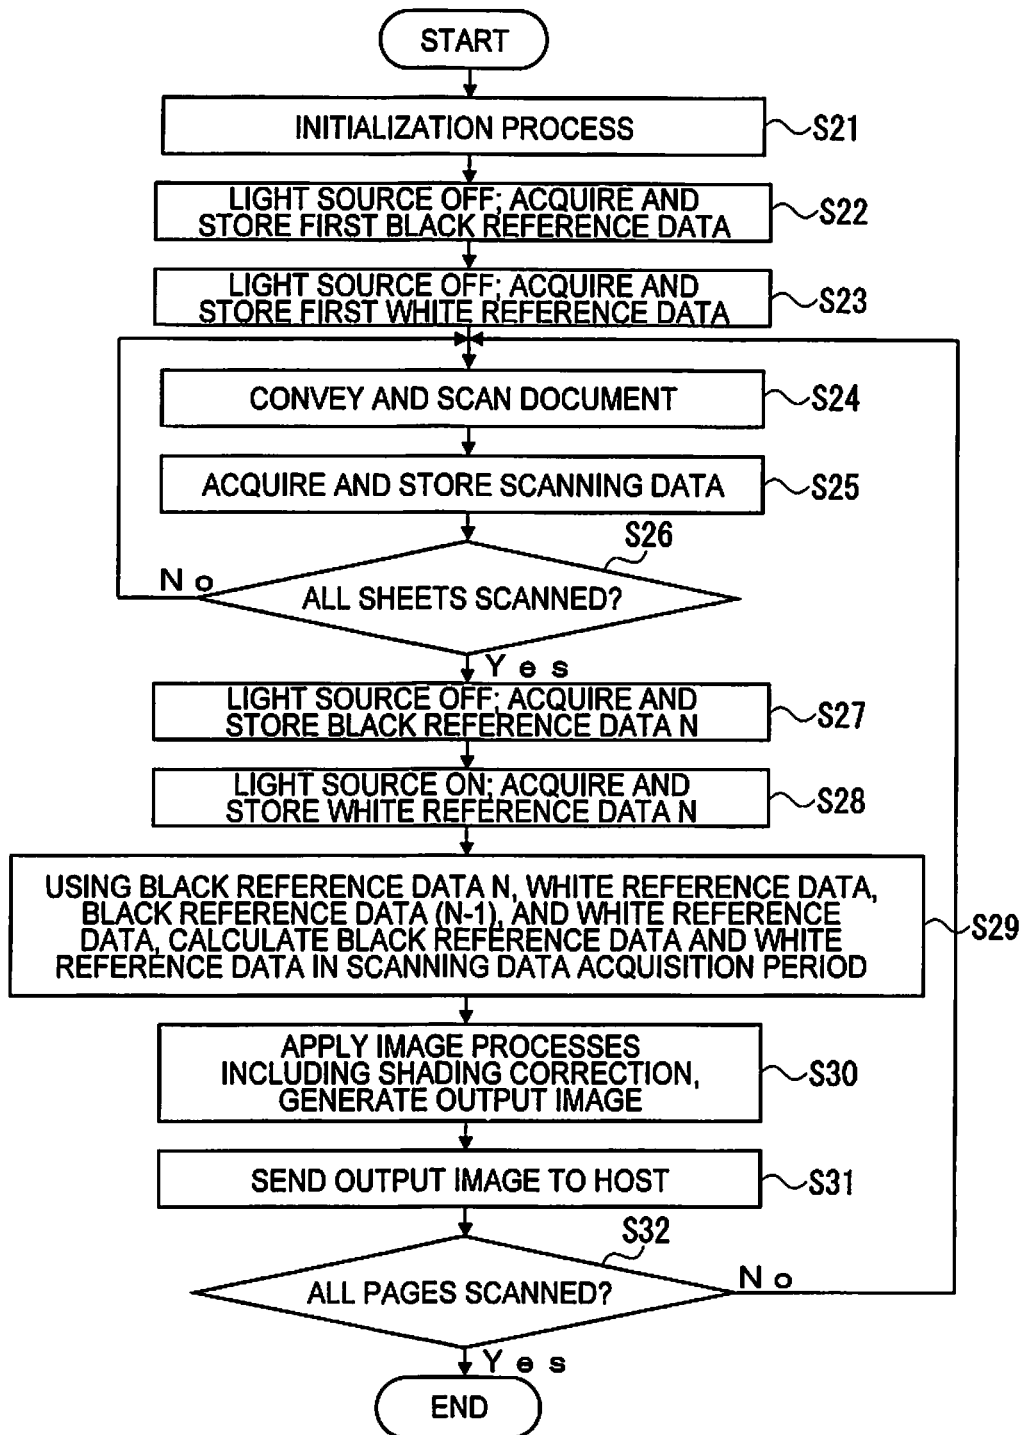 START
INITIALIZATION PROCESS
S21
LIGHT SOURCE OFF; ACQUIRE AND
STORE FIRST BLACK REFERENCE DATA
S22
LIGHT SOURCE OFF; ACQUIRE AND
STORE FIRST WHITE REFERENCE DATA
S23
CONVEY AND SCAN DOCUMENT
S24
ACQUIRE AND STORE SCANNING DATA
S25
S26
ALL SHEETS SCANNED?
No
Yes
LIGHT SOURCE OFF; ACQUIRE AND
STORE BLACK REFERENCE DATA N
S27
LIGHT SOURCE ON; ACQUIRE AND
STORE WHITE REFERENCE DATA N
S28
USING BLACK REFERENCE DATA N, WHITE REFERENCE DATA,
BLACK REFERENCE DATA (N-1), AND WHITE REFERENCE
DATA, CALCULATE BLACK REFERENCE DATA AND WHITE
REFERENCE DATA IN SCANNING DATA ACQUISITION PERIOD
S29
APPLY IMAGE PROCESSES
INCLUDING SHADING CORRECTION,
GENERATE OUTPUT IMAGE
S30
SEND OUTPUT IMAGE TO HOST
S31
S32
ALL PAGES SCANNED?
No
Yes
END